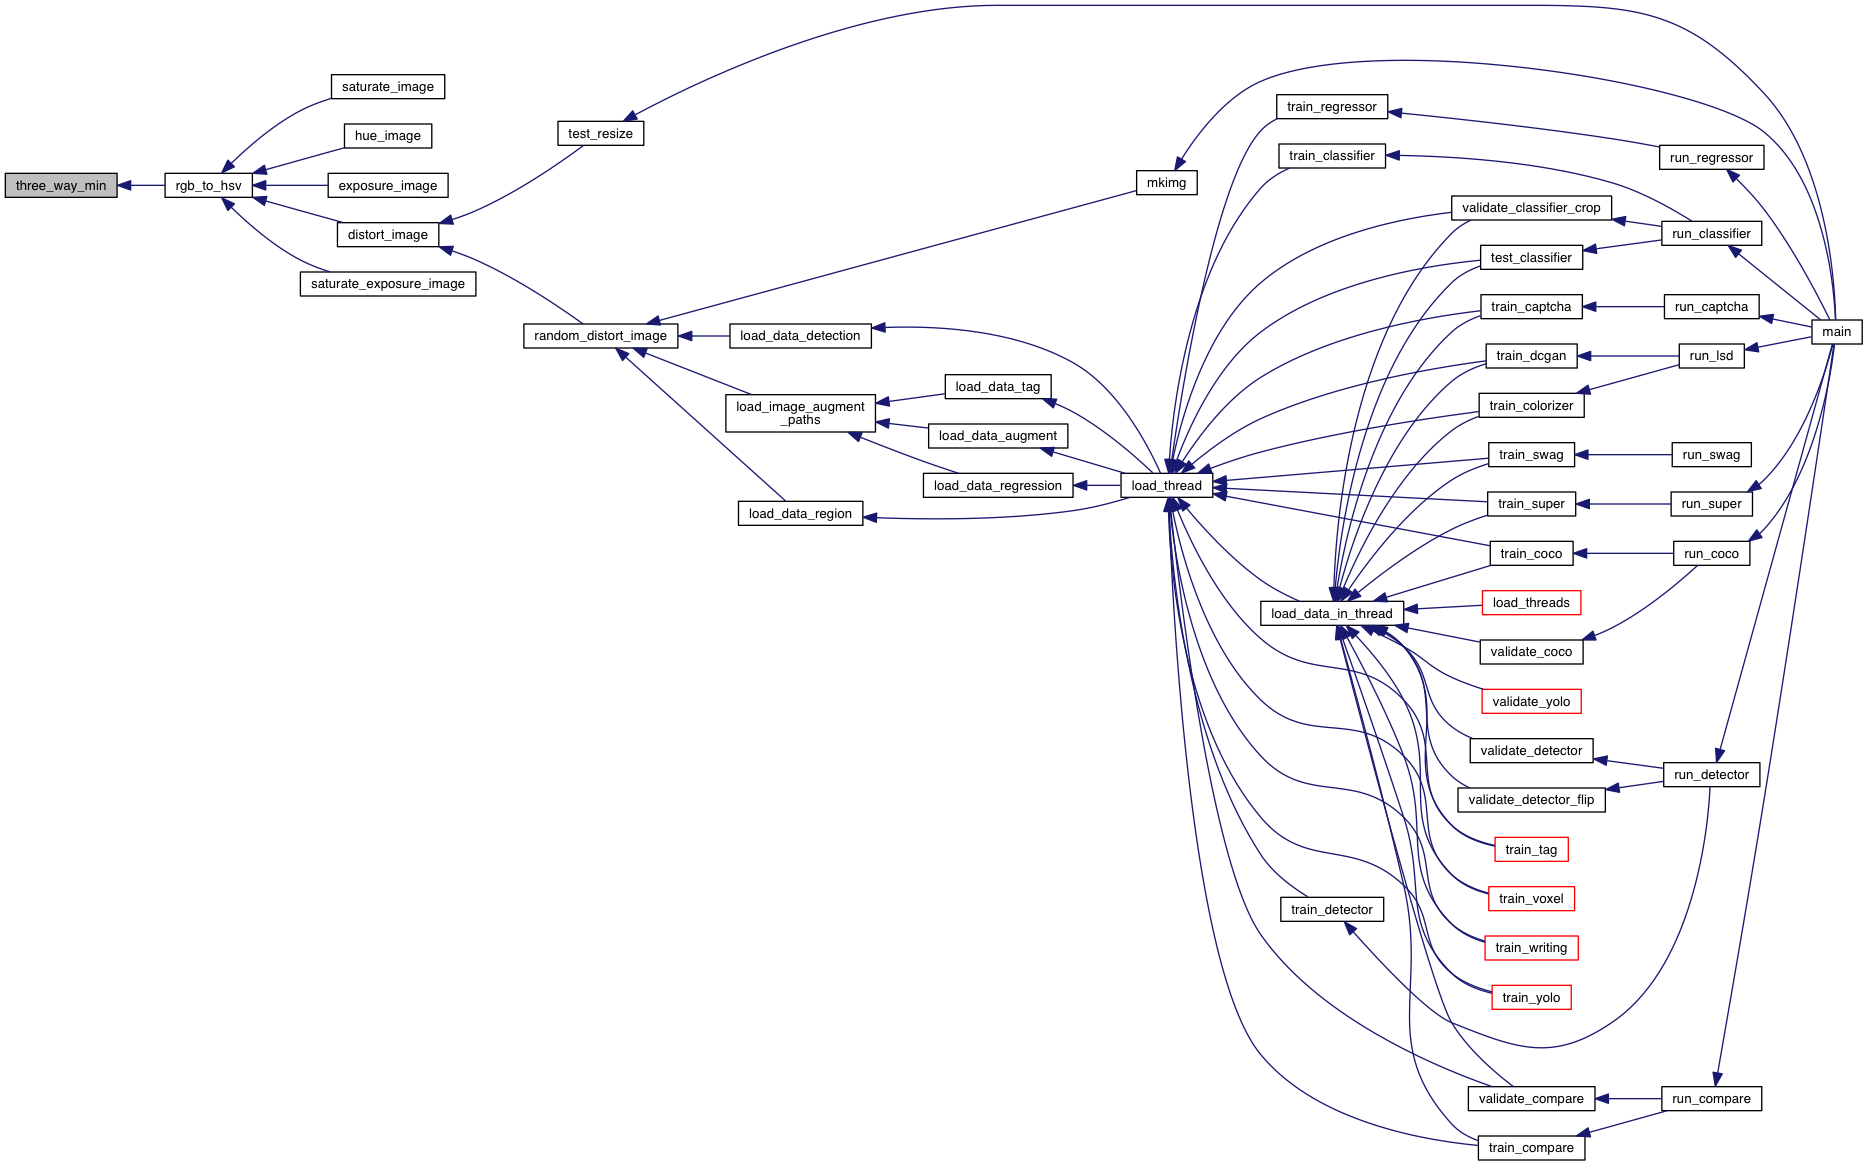 three_way_min
rgb_to_hsv
saturate_image
hue_image
exposure_image
distort_image
saturate_exposure_image
test_resize
random_distort_image
mkimg
load_data_detection
load_image_augment
_paths
load_data_region
load_data_tag
load_data_augment
load_data_regression
load_thread
train_regressor
train_classifier
validate_classifier_crop
test_classifier
train_captcha
train_dcgan
train_colorizer
train_swag
train_super
train_coco
load_data_in_thread
load_threads
validate_coco
validate_yolo
validate_detector
validate_detector_flip
train_tag
train_voxel
train_detector
train_writing
train_yolo
validate_compare
train_compare
run_regressor
run_classifier
run_captcha
run_lsd
run_swag
run_super
run_coco
run_detector
run_compare
main